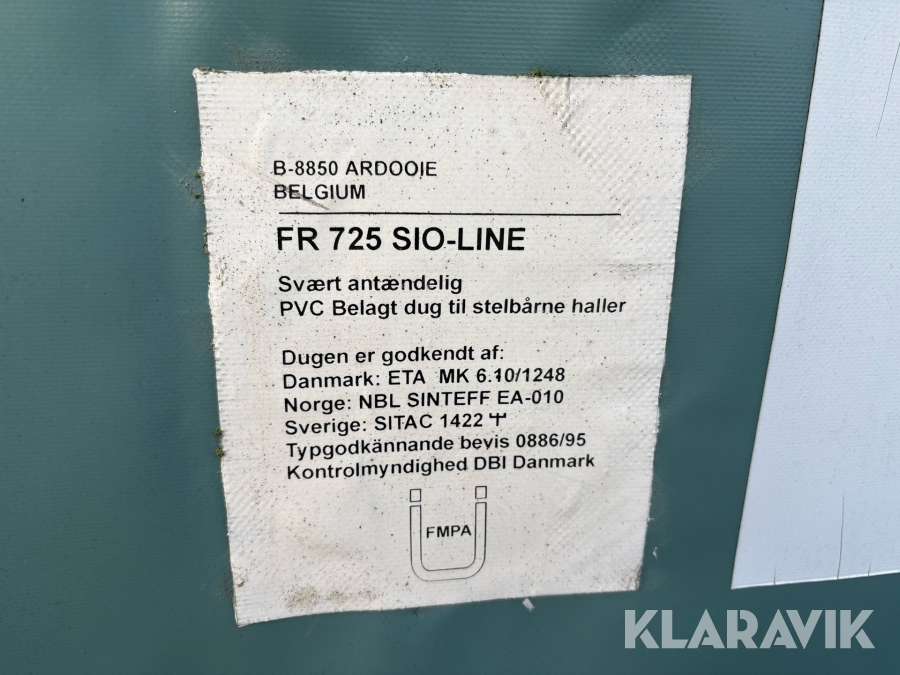 B-8850 ARDOOIE
BELGIUM
FR 725 SIO-LINE
Svært antændelig
PVC Belagt dug til stelbårne haller
Dugen er godkendt af:
Danmark: ETA MK 6.10/1248
Norge: NBL SINTEFF EA-010
Sverige: SITAC 1422
Typgodkännande bevis 0886/95
Kontrolmyndighed DBI Danmark
FMPA
KLARAVIK